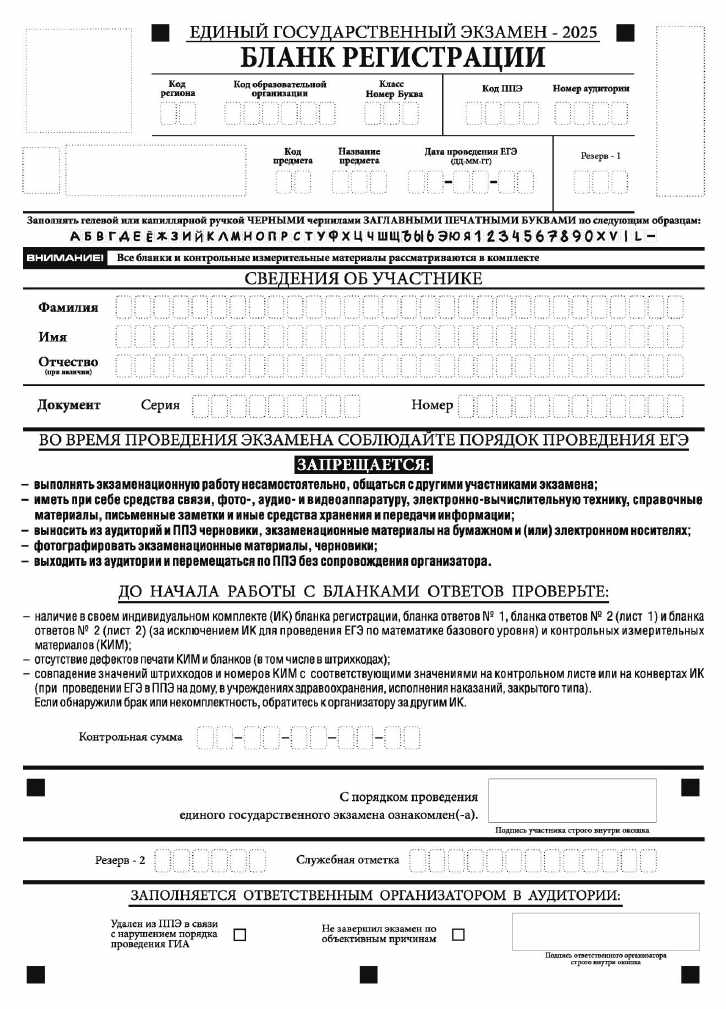 ЕДИНЫЙ ГОСУДАРСТВЕННЫЙ ЭКЗАМЕН - 2025
БЛАНК РЕГИСТРАЦИИ
Код региона
Код образовательной организации
Класс Номер Буква
Код ППЭ
Номер аудитории
Код предмета
Название предмета
Дата проведения ЕГЭ (ДД-ММ-ГГ)
Резерв - 1
Заполнять гелевой или капиллярной ручкой ЧЕРНЫМИ чернилами ЗАГЛАВНЫМИ ПЕЧАТНЫМИ БУКВАМИ по следующим образцам:
А Б В Г Д Е Ё Ж З И Й К Л М Н О П Р С Т У Ф Х Ц Ч Ш Щ Ъ Ы Ь Э Ю Я 1 2 3 4 5 6 7 8 9 0 X V I L –
ВНИМАНИЕ! Все бланки и контрольные измерительные материалы рассматриваются в комплекте
СВЕДЕНИЯ ОБ УЧАСТНИКЕ
Фамилия
Имя
Отчество
(при наличии)
Документ Серия Номер
ВО ВРЕМЯ ПРОВЕДЕНИЯ ЭКЗАМЕНА СОБЛЮДАЙТЕ ПОРЯДОК ПРОВЕДЕНИЯ ЕГЭ
ЗАПРЕЩАЕТСЯ:
– выполнять экзаменационную работу несамостоятельно, общаться с другими участниками экзамена;
– иметь при себе средства связи, фото-, аудио- и видеоаппаратуру, электронно-вычислительную технику, справочные
материалы, письменные заметки и иные средства хранения и передачи информации;
– выносить из аудиторий и ППЭ черновики, экзаменационные материалы на бумажном и (или) электронном носителях;
– фотографировать экзаменационные материалы, черновики;
– выходить из аудитории и перемещаться по ППЭ без сопровождения организатора.
ДО НАЧАЛА РАБОТЫ С БЛАНКАМИ ОТВЕТОВ ПРОВЕРЬТЕ:
– наличие в своем индивидуальном комплекте (ИК) бланка регистрации, бланка ответов № 1, бланка ответов № 2 (лист 1) и бланка
ответов № 2 (лист 2) (за исключением ИК для проведения ЕГЭ по математике базового уровня) и контрольных измерительных
материалов (КИМ);
– отсутствие дефектов печати КИМ и бланков (в том числе в штрихкодах);
– совпадение значений штрихкодов и номеров КИМ с соответствующими значениями на контрольном листе или на конвертах ИК
(при проведении ЕГЭ в ППЭ на дому, в учреждениях здравоохранения, исполнения наказаний, закрытого типа).
Если обнаружили брак или некомплектность, обратитесь к организатору за другим ИК.
Контрольная сумма
С порядком проведения
единого государственного экзамена ознакомлен(-а).
Подпись участника строго внутри окошка
Резерв - 2 Служебная отметка
ЗАПОЛНЯЕТСЯ ОТВЕТСТВЕННЫМ ОРГАНИЗАТОРОМ В АУДИТОРИИ:
Удален из ППЭ в связи
с нарушением порядка
проведения ГИА
Не завершил экзамен по
объективным причинам
Подпись ответственного организатора
строго внутри окошка